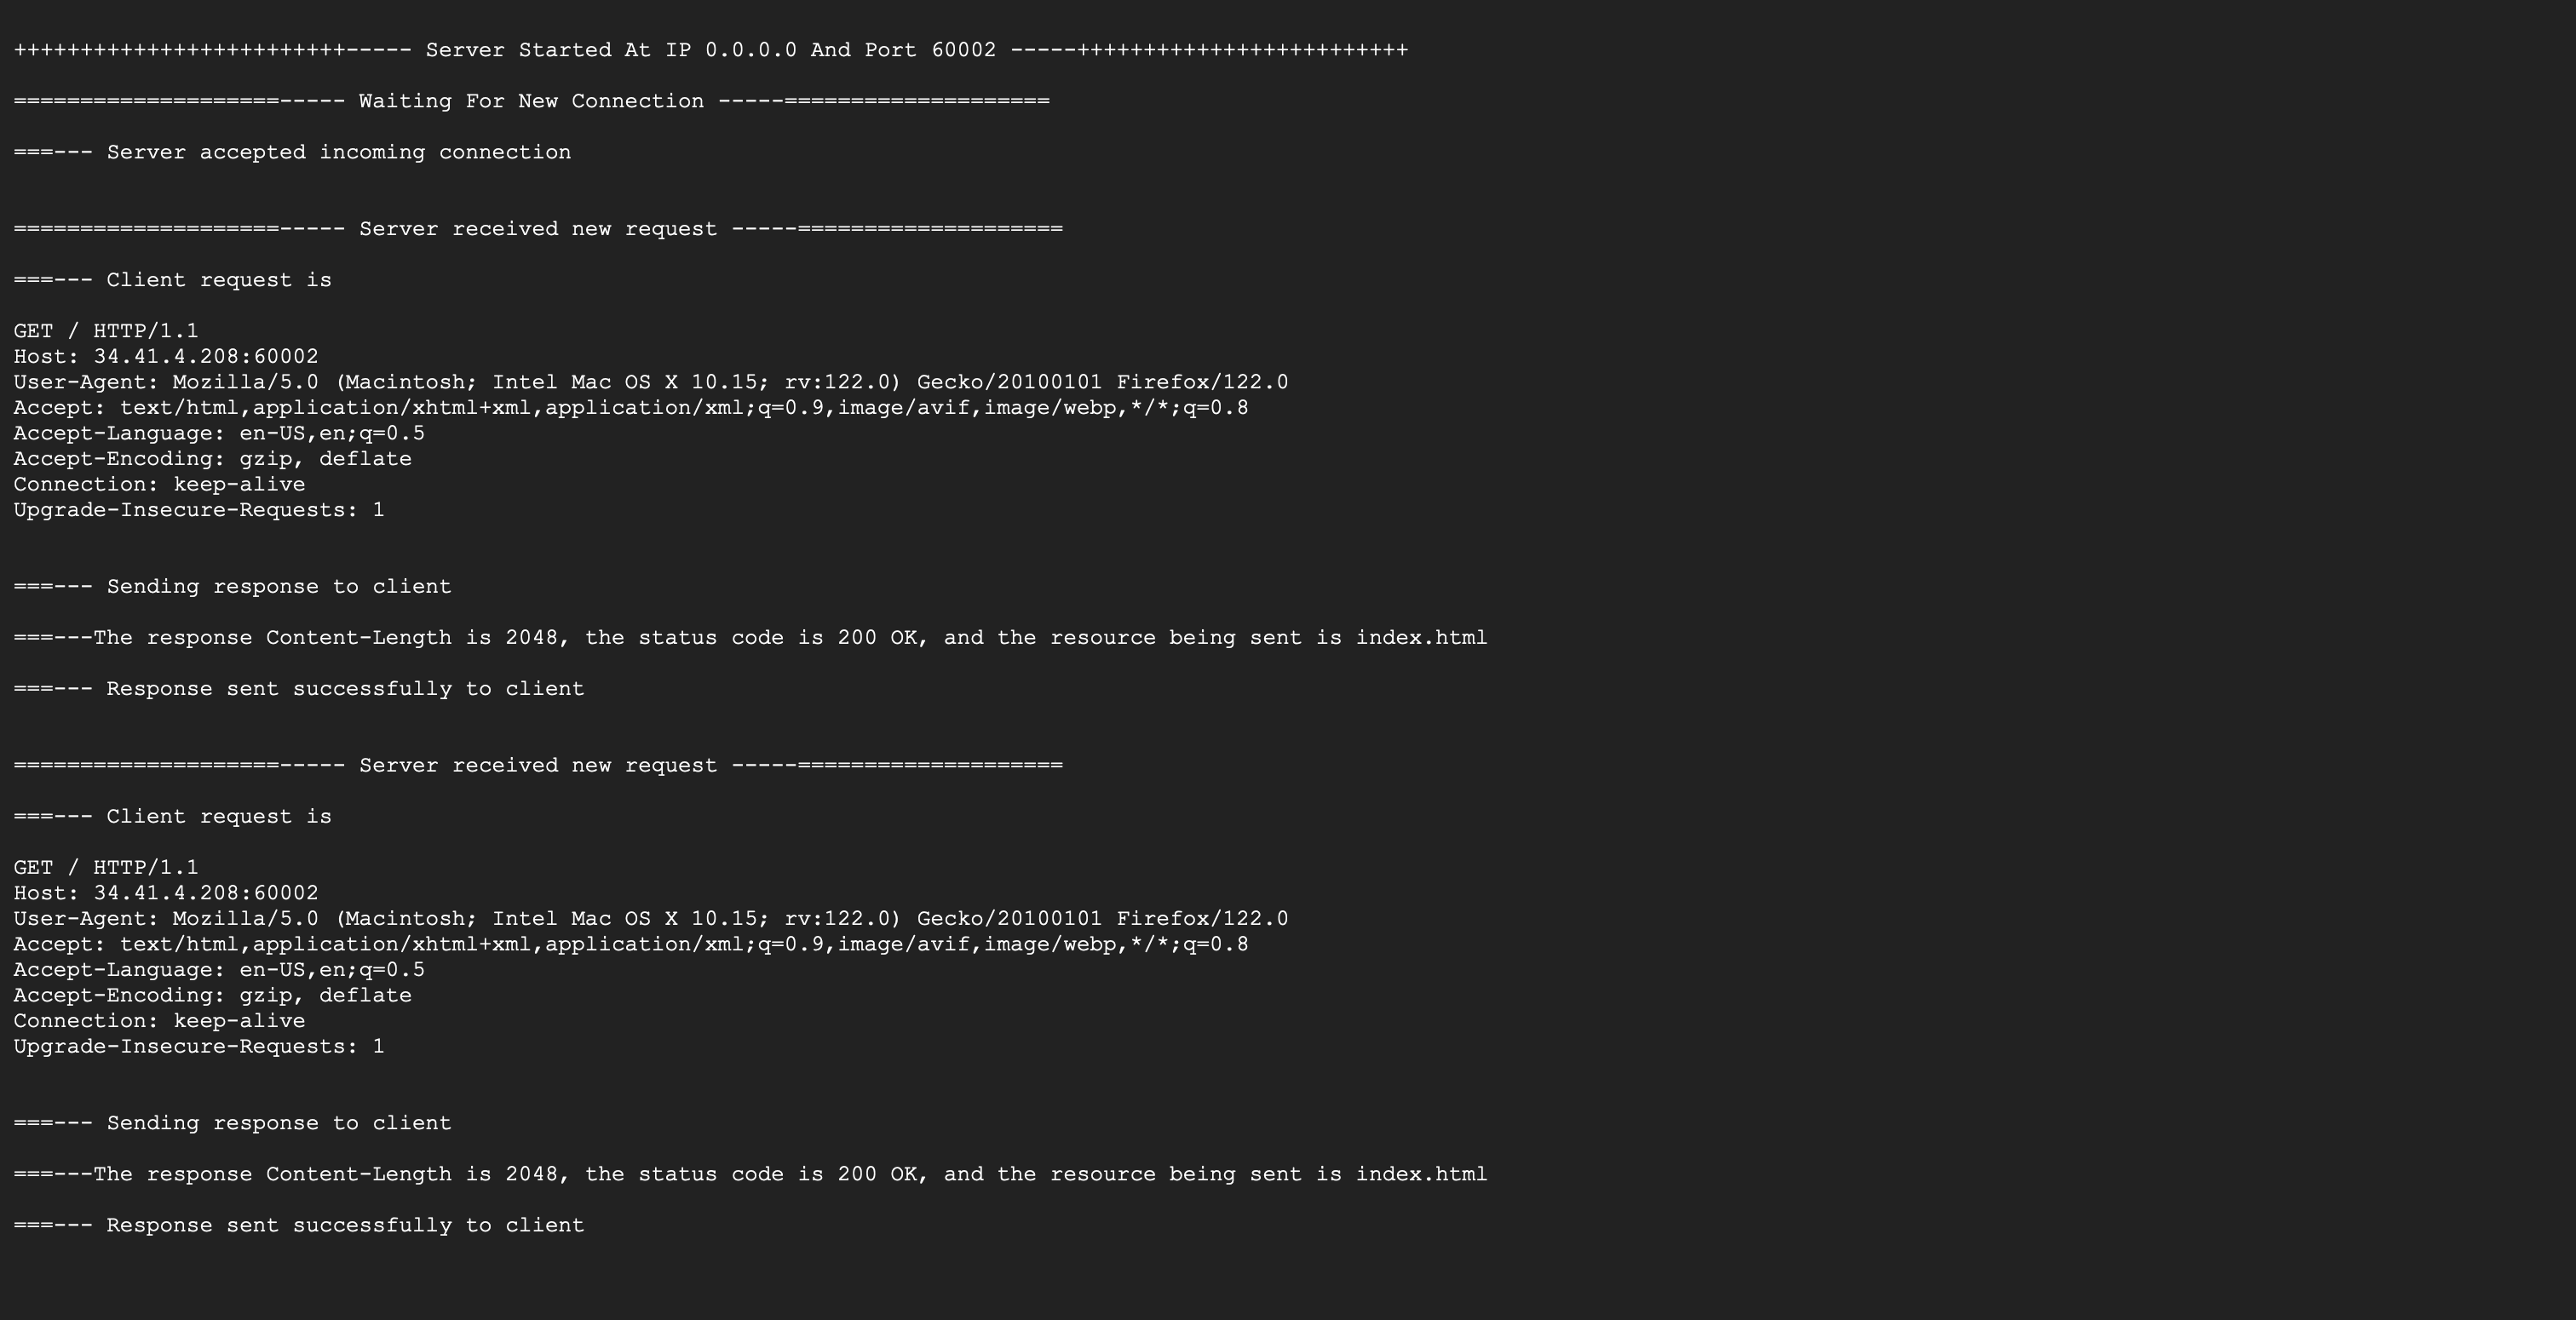 +++++++++++++++++++++++++----- Server Started At IP 0.0.0.0 And Port 60002 -----+++++++++++++++++++++++++
====================----- Waiting For New Connection -----====================
===--- Server accepted incoming connection
====================----- Server received new request -----====================
===--- Client request is
GET / HTTP/1.1
Host: 34.41.4.208:60002
User-Agent: Mozilla/5.0 (Macintosh; Intel Mac OS X 10.15; rv:122.0) Gecko/20100101 Firefox/122.0
Accept: text/html,application/xhtml+xml,application/xml;q=0.9,image/avif,image/webp,*/*;q=0.8
Accept-Language: en-US,en;q=0.5
Accept-Encoding: gzip, deflate
Connection: keep-alive
Upgrade-Insecure-Requests: 1
===--- Sending response to client
===---The response Content-Length is 2048, the status code is 200 OK, and the resource being sent is index.html
===--- Response sent successfully to client
====================----- Server received new request -----====================
===--- Client request is
GET / HTTP/1.1
Host: 34.41.4.208:60002
User-Agent: Mozilla/5.0 (Macintosh; Intel Mac OS X 10.15; rv:122.0) Gecko/20100101 Firefox/122.0
Accept: text/html,application/xhtml+xml,application/xml;q=0.9,image/avif,image/webp,*/*;q=0.8
Accept-Language: en-US,en;q=0.5
Accept-Encoding: gzip, deflate
Connection: keep-alive
Upgrade-Insecure-Requests: 1
===--- Sending response to client
===---The response Content-Length is 2048, the status code is 200 OK, and the resource being sent is index.html
===--- Response sent successfully to client